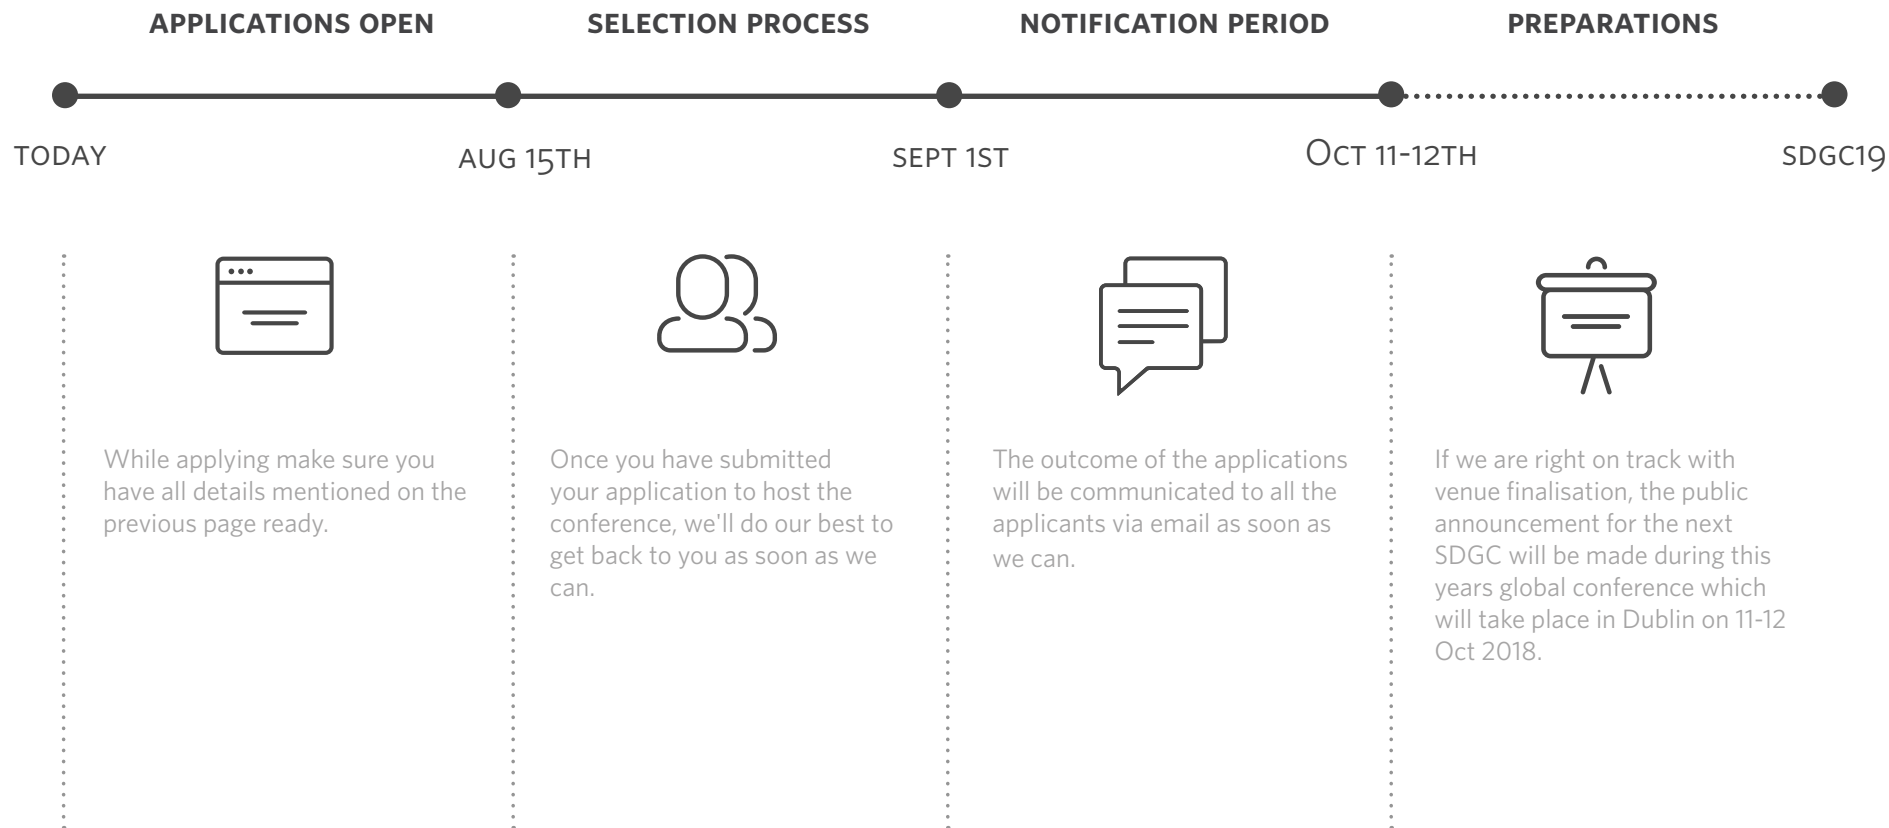 APPLICATIONS OPEN
SELECTION PROCESS
NOTIFICATION PERIOD
PREPARATIONS
TODAY
AUG 15TH
SEPT 1ST
OCT 11-12TH
SDGC19
While applying make sure you
have all details mentioned on the
previous page ready.
Once you have submitted
your application to host the
conference, we'll do our best to
get back to you as soon as we
can.
The outcome of the applications
will be communicated to all the
applicants via email as soon as
we can.
If we are right on track with
venue finalisation, the public
announcement for the next
SDGC will be made during this
years global conference which
will take place in Dublin on 11-12
Oct 2018.